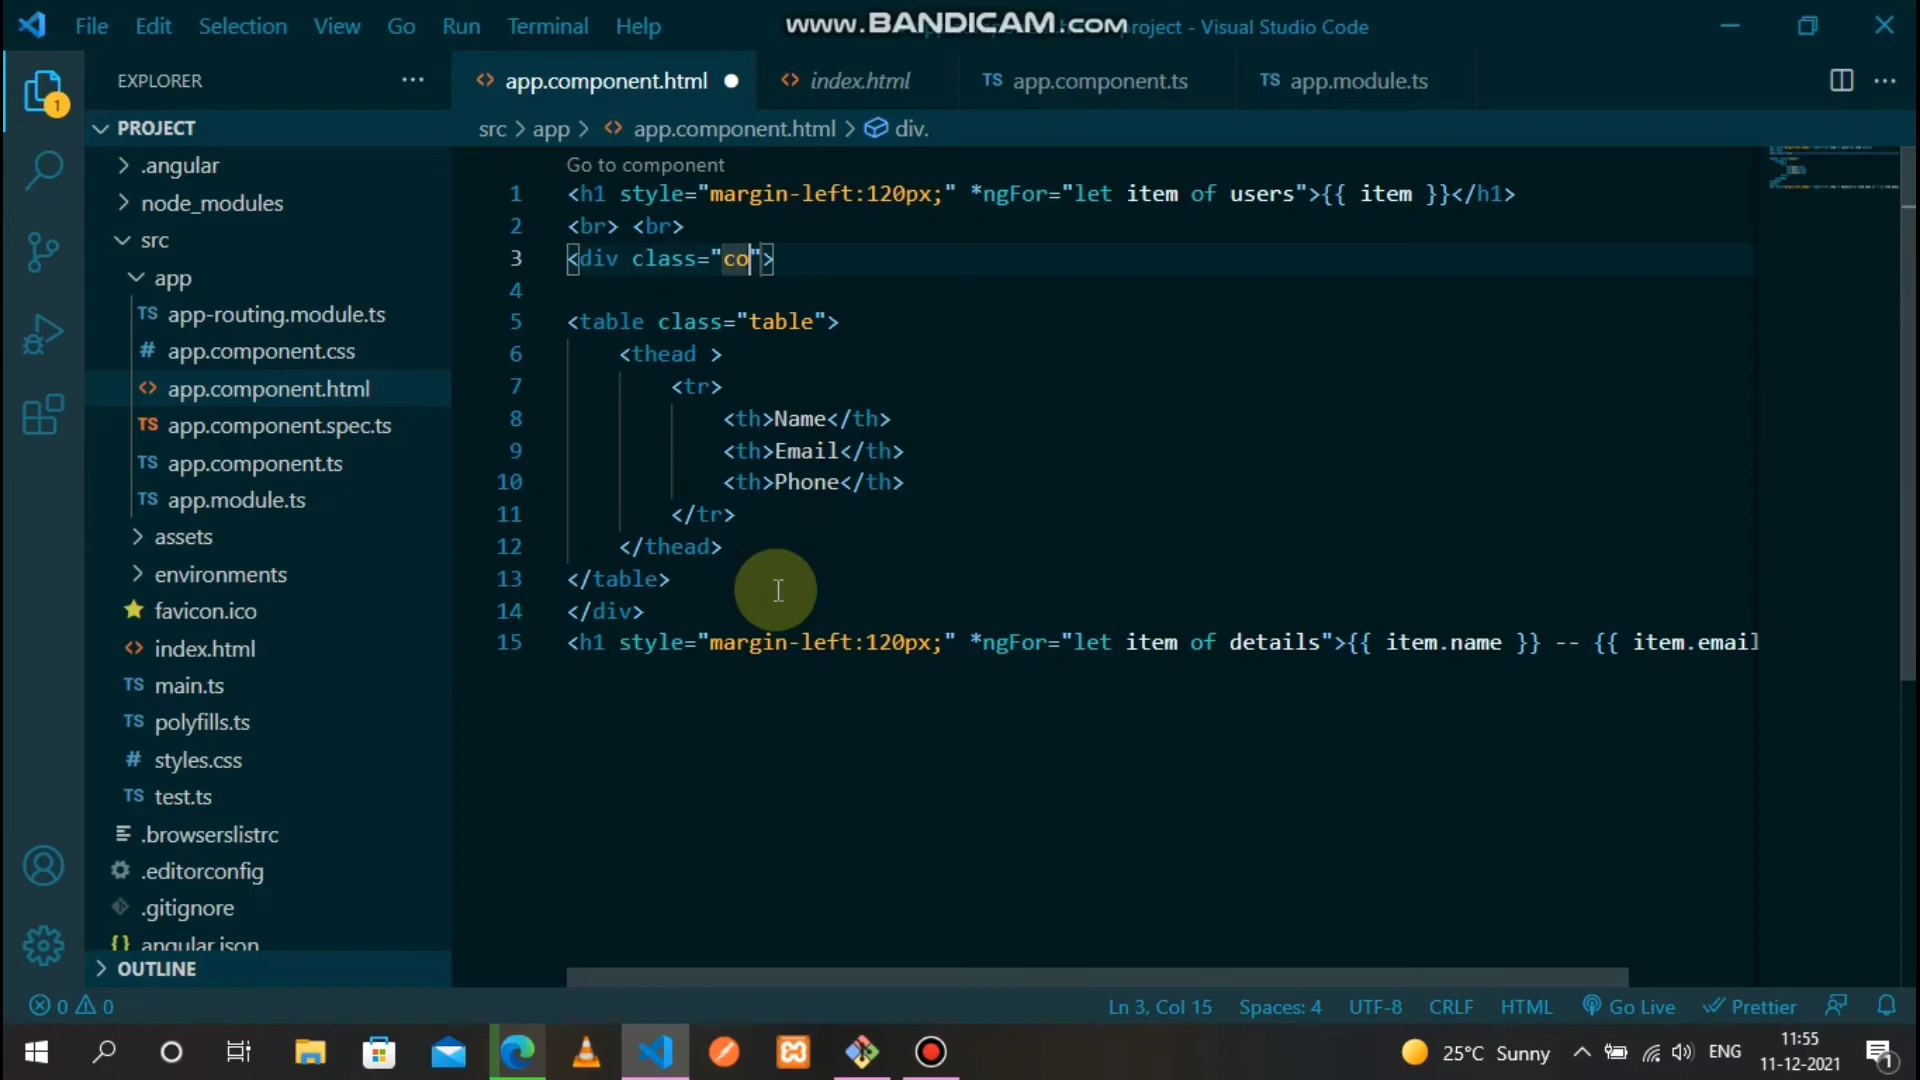 File Edit Selection View Go Run Terminal Help www.BANDICAM.com project - Visual Studio Code
EXPLORER
app.component.html index.html TS app.component.ts TS app.module.ts
PROJECT
src > app > app.component.html > div.
.angular
node_modules
src
app
TS app-routing.module.ts
# app.component.css
app.component.html
TS app.component.spec.ts
TS app.component.ts
TS app.module.ts
assets
environments
favicon.ico
index.html
TS main.ts
TS polyfills.ts
# styles.css
TS test.ts
.browserslistrc
.editorconfig
.gitignore
{} angular.json
OUTLINE
Go to component
1 <h1 style="margin-left:120px;" *ngFor="let item of users">{{ item }}</h1>
2 <br> <br>
3 <div class="co">
4
5 <table class="table">
6 <thead >
7 <tr>
8 <th>Name</th>
9 <th>Email</th>
10 <th>Phone</th>
11 </tr>
12 </thead>
13 </table>
14 </div>
15 <h1 style="margin-left:120px;" *ngFor="let item of details">{{ item.name }} -- {{ item.email
1
0 0 Ln 3, Col 15 Spaces: 4 UTF-8 CRLF HTML Go Live Prettier
25°C Sunny ENG 11:55
11-12-2021
1